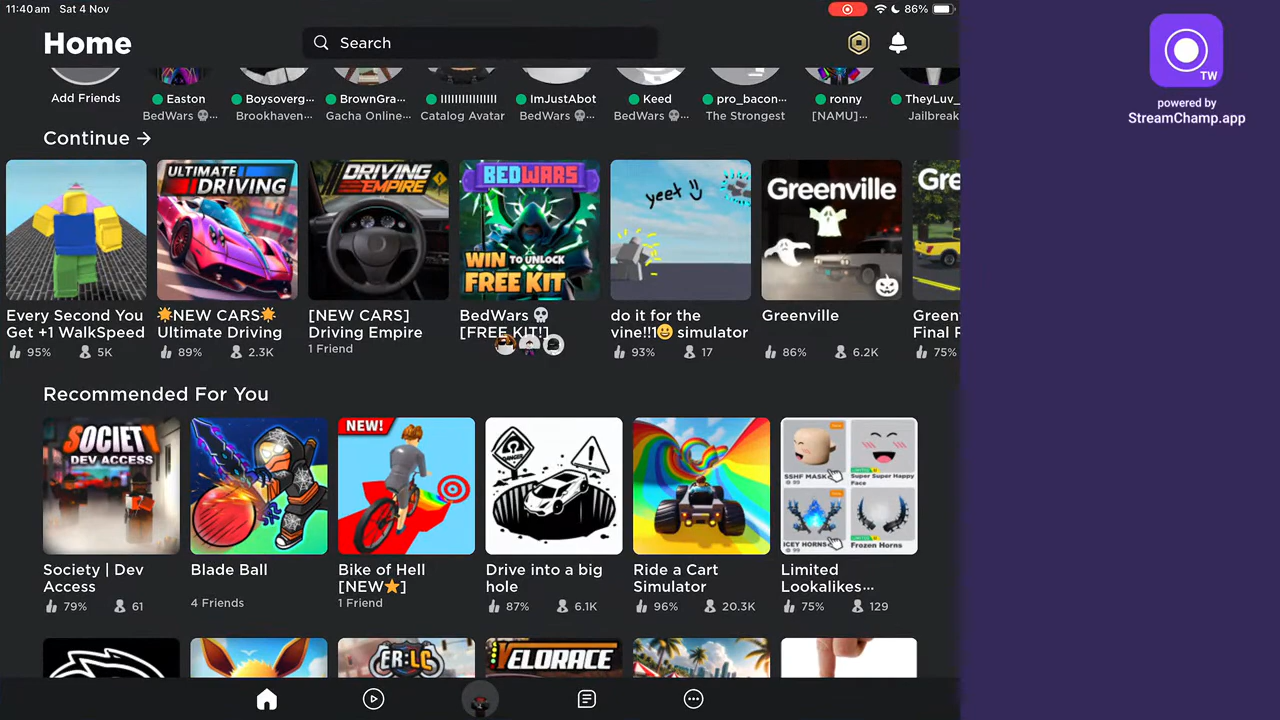 11:40 am Sat 4 Nov
86%
Home
Search
TW
powered by
StreamChamp.app
Add Friends
Easton
BedWars 💀...
Boysoverg...
Brookhaven...
BrownGra...
Gacha Online...
IIIIIIIIIIIIIIII
Catalog Avatar
ImJustAbot
BedWars 💀...
Keed
BedWars 💀...
pro_bacon...
The Strongest
ronny
[NAMU]...
TheyLuv_
Jailbreak
Continue →
ULTIMATE
DRIVING
DRIVING
EMPIRE
BEDWARS
WIN TO UNLOCK
FREE KIT
yeet
Greenville
Gre
Every Second You
Get +1 WalkSpeed
95% 5K
🌟NEW CARS🌟
Ultimate Driving
89% 2.3K
[NEW CARS]
Driving Empire
1 Friend
BedWars 💀
[FREE KIT!]
do it for the
vine!!1😀 simulator
93% 17
Greenville
86% 6.2K
Green
Final R
75%
Recommended For You
SOCIETY
DEV ACCESS
NEW!
DANGER
SSHF MASK
99
Super Super Happy
Face
ICEY HORNS
99
Frozen Horns
Society | Dev
Access
79% 61
Blade Ball
4 Friends
Bike of Hell
[NEW⭐]
1 Friend
Drive into a big
hole
87% 6.1K
Ride a Cart
Simulator
96% 20.3K
Limited
Lookalikes...
75% 129
ER:LC
VELORACE